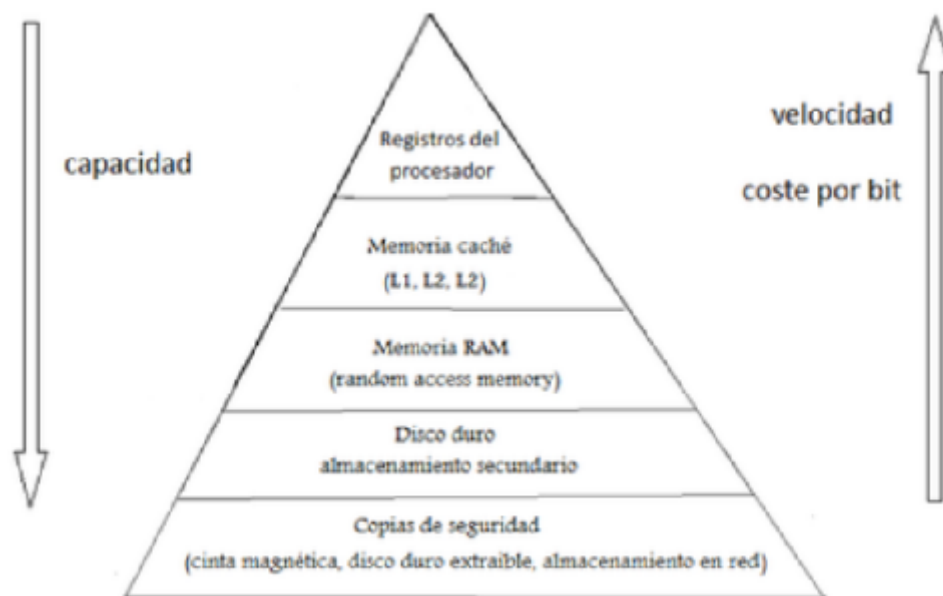 capacidad
velocidad
coste por bit
Registros del
procesador
Memoria caché
(L1, L2, L2)
Memoria RAM
(random access memory)
Disco duro
almacenamiento secundario
Copias de seguridad
(cinta magnética, disco duro extraíble, almacenamiento en red)